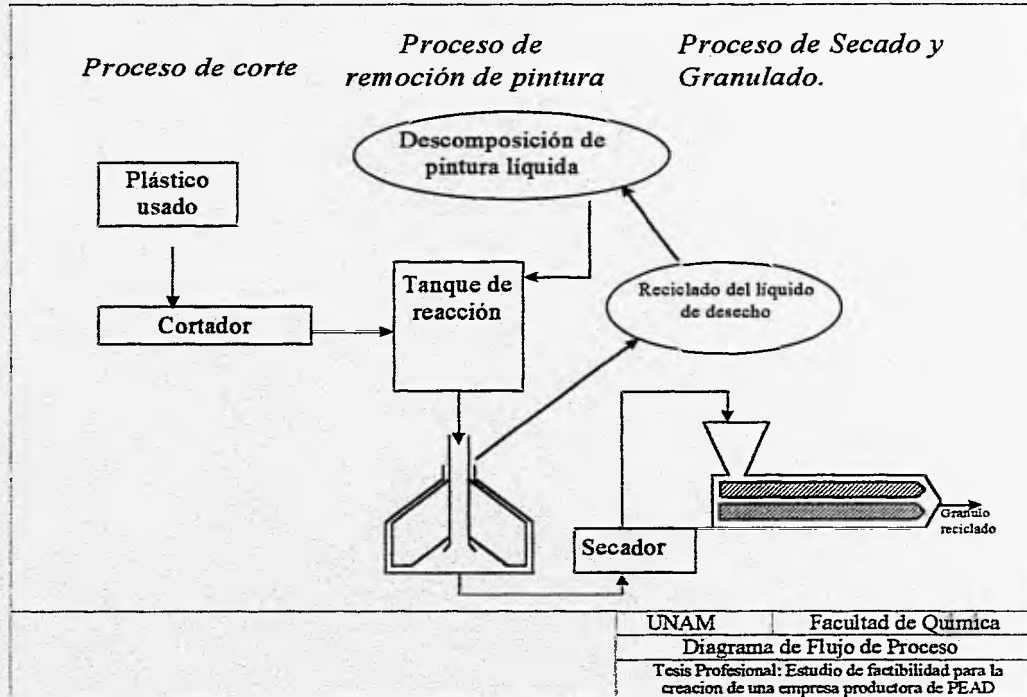 Proceso de corte
Proceso de
remoción de pintura
Proceso de Secado y
Granulado.
Descomposición de
pintura líquida
Plástico
usado
Tanque de
reacción
Reciclado del líquido
de desecho
Cortador
Secador
Granulo
reciclado
UNAM Facultad de Química
Diagrama de Flujo de Proceso
Tesis Profesional: Estudio de factibilidad para la
creacion de una empresa productora de PEAD